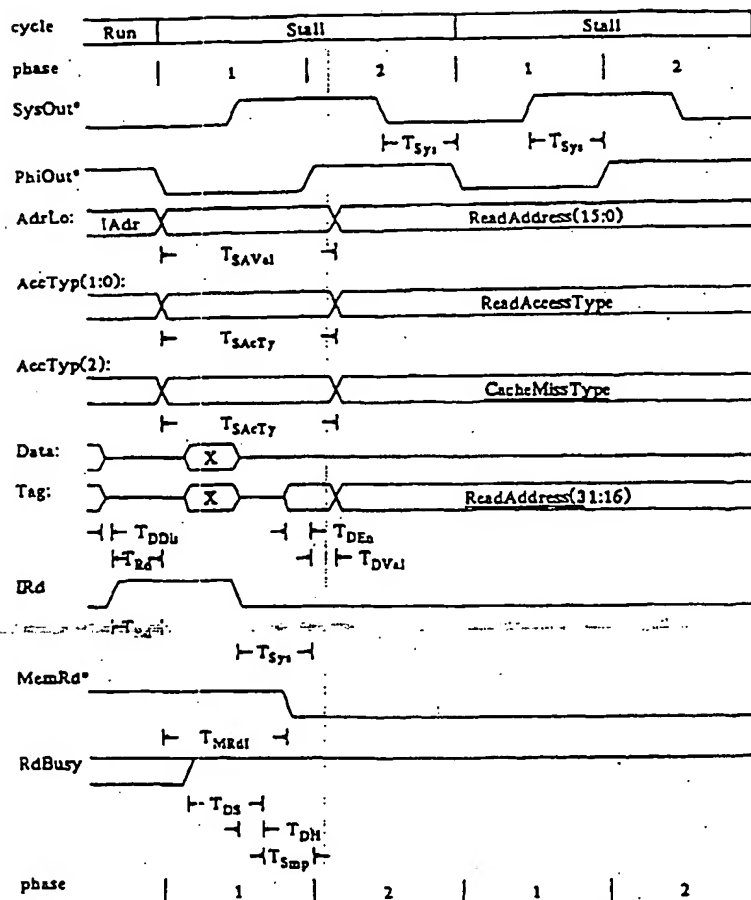 cycle Run Stall Stall
phase 1 2 1 2
SysOut*
T_Sys T_Sys
PhiOut*
AdrLo: IAdr ReadAddress(15:0)
T_SAVal
AccTyp(1:0): ReadAccessType
T_SAcTy
AccTyp(2): CacheMissType
T_SAcTy
Data: X
Tag: X ReadAddress(31:16)
T_DDis T_DEn
T_Rd T_DVal
IRd
T_Sys
MemRd*
T_MRdI
RdBusy
T_DS
T_DH
T_Smp
phase 1 2 1 2